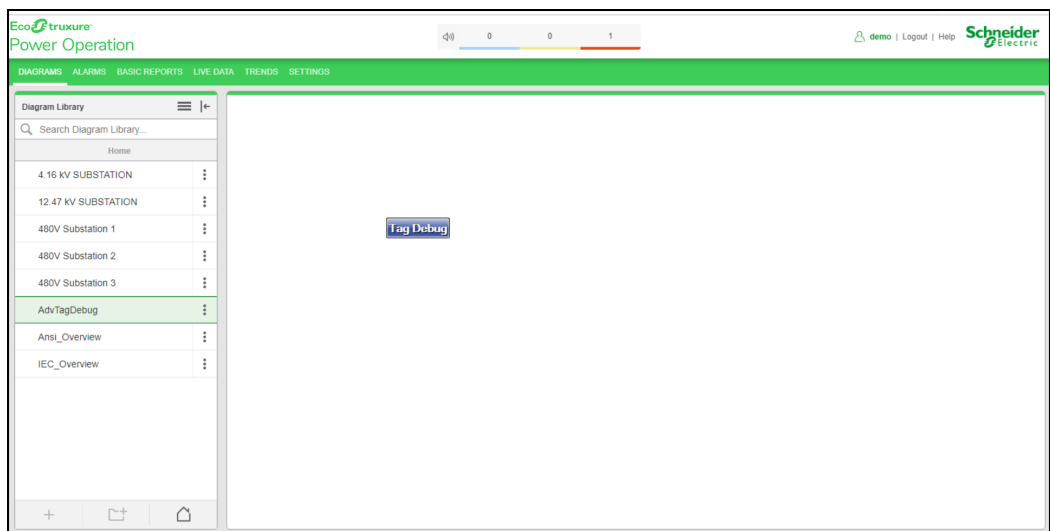 EcoStruxure
Power Operation
0 0 1
demo | Logout | Help
Schneider
Electric
DIAGRAMS ALARMS BASIC REPORTS LIVE DATA TRENDS SETTINGS
Diagram Library
Search Diagram Library...
Home
4.16 kV SUBSTATION
12.47 kV SUBSTATION
480V Substation 1
480V Substation 2
480V Substation 3
AdvTagDebug
Ansi_Overview
IEC_Overview
Tag Debug